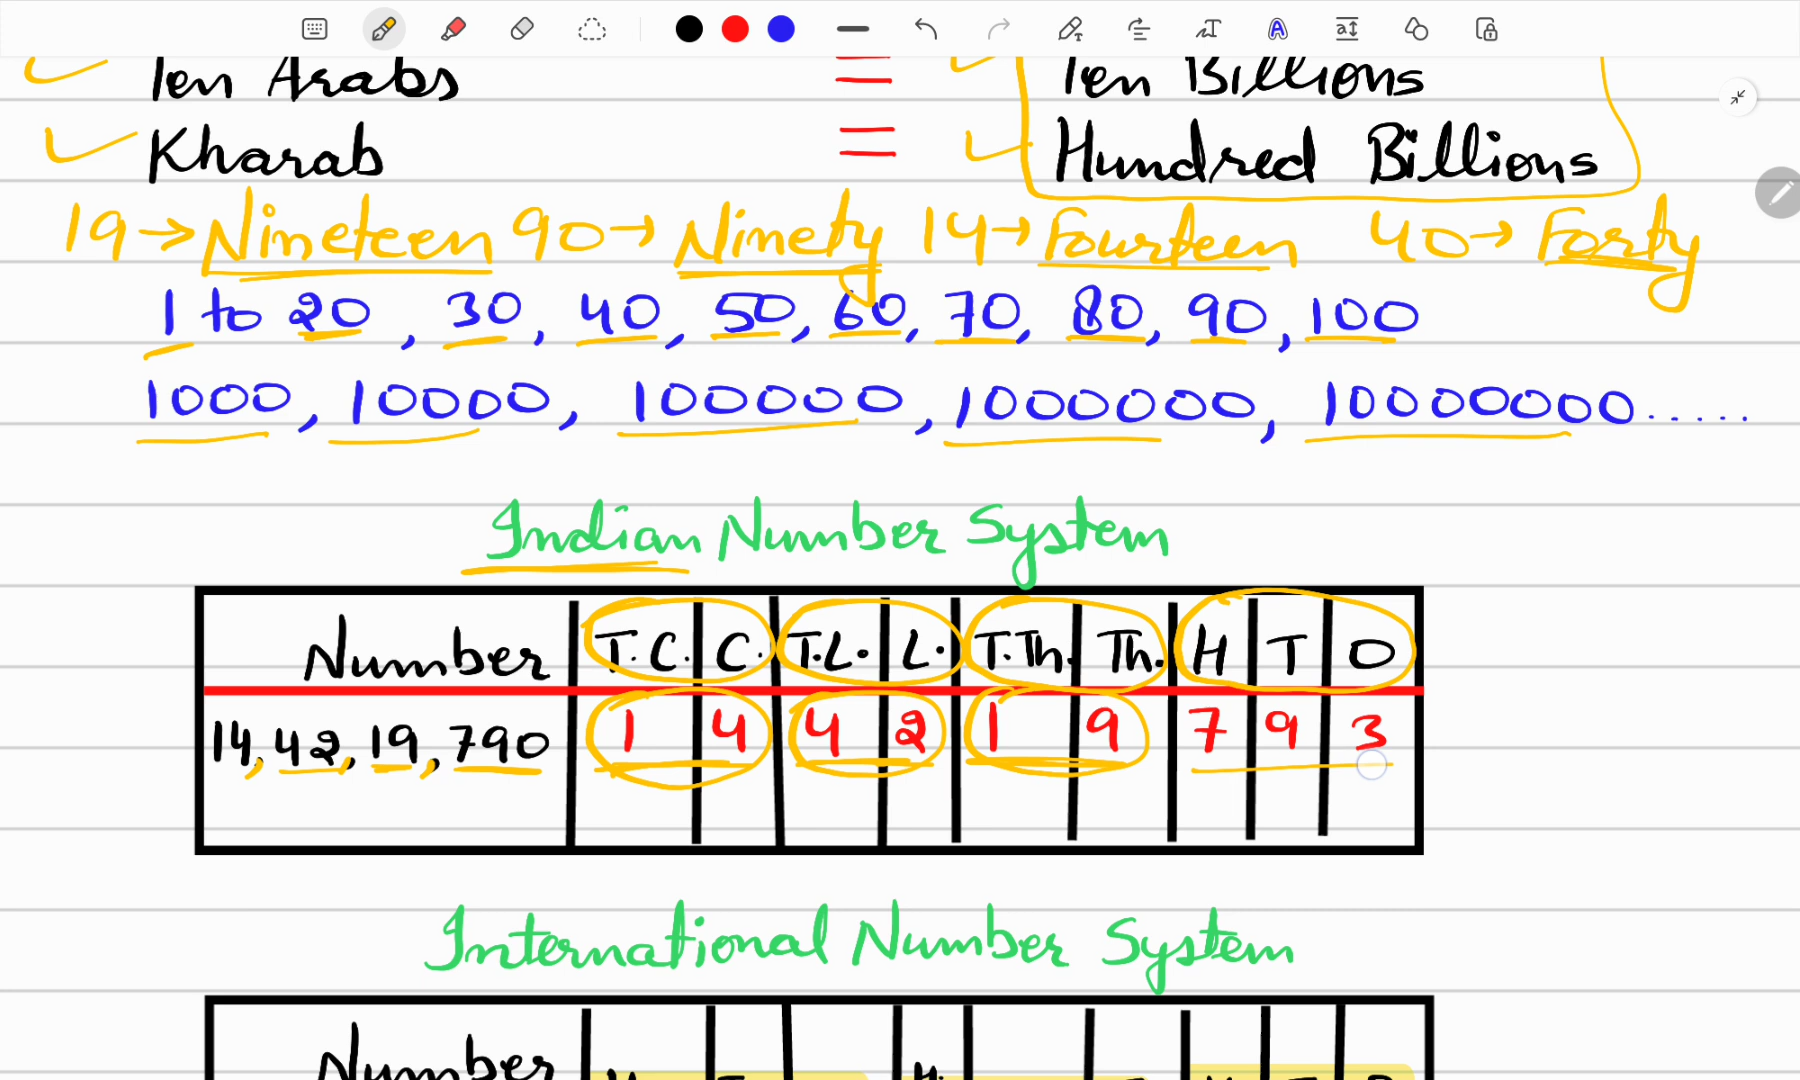 Ten Arabs = Ten Billions
Kharab = Hundred Billions
19→Nineteen 90→Ninety 14→Fourteen 40→Forty
1 to 20, 30, 40, 50, 60, 70, 80, 90, 100
1000, 10000, 100000, 1000000, 10000000.....
Indian Number System
Number T.C. C. T.L. L. T.Th. Th. H T O
14,42,19,790 1 4 4 2 1 9 7 9 3
International Number System
Number